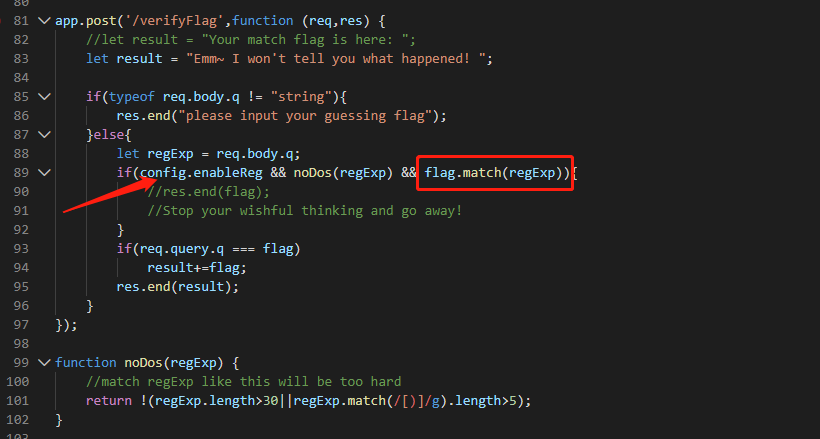 80
81 app.post('/verifyFlag',function (req,res) {
82 //let result = "Your match flag is here: ";
83 let result = "Emm~ I won't tell you what happened! ";
84
85 if(typeof req.body.q != "string"){
86 res.end("please input your guessing flag");
87 }else{
88 let regExp = req.body.q;
89 if(config.enableReg && noDos(regExp) && flag.match(regExp)){
90 //res.end(flag);
91 //Stop your wishful thinking and go away!
92 }
93 if(req.query.q === flag)
94 result+=flag;
95 res.end(result);
96 }
97 });
98
99 function noDos(regExp) {
100 //match regExp like this will be too hard
101 return !(regExp.length>30||regExp.match(/[)]/g).length>5);
102 }
103